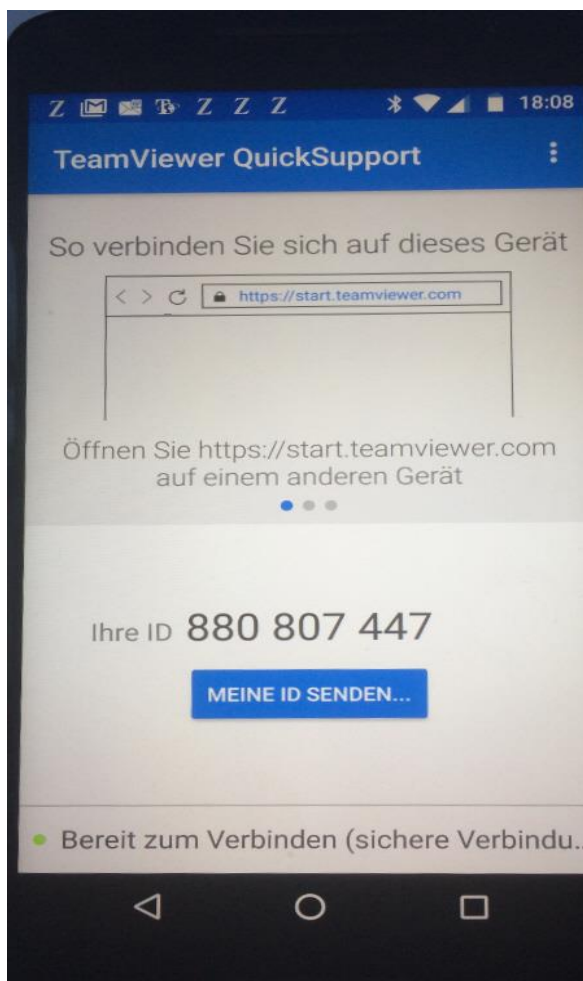 Z Z Z Z 18:08
TeamViewer QuickSupport
So verbinden Sie sich auf dieses Gerät
https://start.teamviewer.com
Öffnen Sie https://start.teamviewer.com
auf einem anderen Gerät
Ihre ID 880 807 447
MEINE ID SENDEN...
Bereit zum Verbinden (sichere Verbindu..